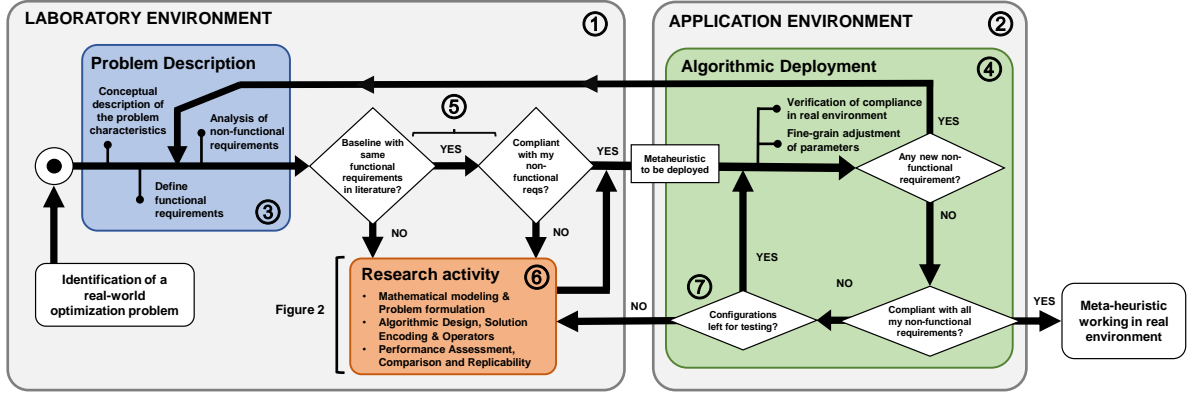 LABORATORY ENVIRONMENT
1
Problem Description
Conceptual
description of
the problem
characteristics
Analysis of
non-functional
requirements
Define
functional
requirements
3
Identification of a
real-world
optimization problem
Baseline with
same
functional
requirements
in literature?
5
YES
NO
Compliant
with my
non-
functional
reqs?
YES
NO
Figure 2
Research activity
6
• Mathematical modeling &
Problem formulation
• Algorithmic Design, Solution
Encoding & Operators
• Performance Assessment,
Comparison and Replicability
APPLICATION ENVIRONMENT
2
Algorithmic Deployment
4
Metaheuristic
to be deployed
Verification of compliance
in real environment
Fine-grain adjustment
of parameters
YES
Any new non-
functional requirement?
NO
Compliant with all
my non-functional
requirements?
NO
YES
7
Configurations
left for testing?
YES
NO
Meta-heuristic
working in real
environment